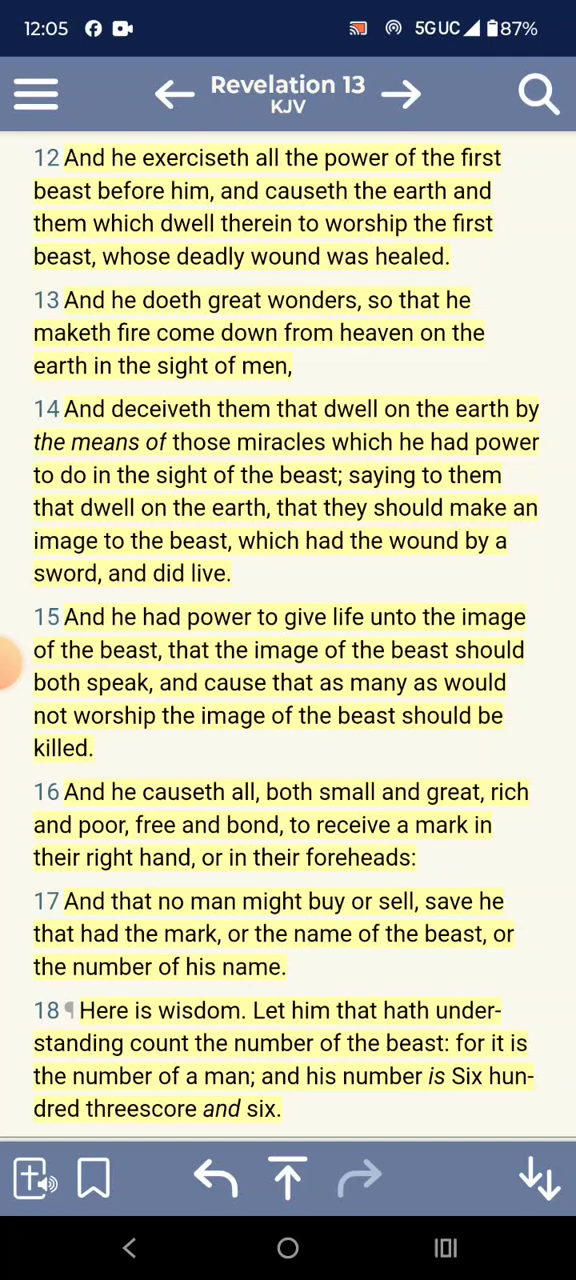 12:05 5G UC 87%
Revelation 13
KJV
12 And he exerciseth all the power of the first
beast before him, and causeth the earth and
them which dwell therein to worship the first
beast, whose deadly wound was healed.
13 And he doeth great wonders, so that he
maketh fire come down from heaven on the
earth in the sight of men,
14 And deceiveth them that dwell on the earth by
the means of those miracles which he had power
to do in the sight of the beast; saying to them
that dwell on the earth, that they should make an
image to the beast, which had the wound by a
sword, and did live.
15 And he had power to give life unto the image
of the beast, that the image of the beast should
both speak, and cause that as many as would
not worship the image of the beast should be
killed.
16 And he causeth all, both small and great, rich
and poor, free and bond, to receive a mark in
their right hand, or in their foreheads:
17 And that no man might buy or sell, save he
that had the mark, or the name of the beast, or
the number of his name.
18 ¶ Here is wisdom. Let him that hath under-
standing count the number of the beast: for it is
the number of a man; and his number is Six hun-
dred threescore and six.